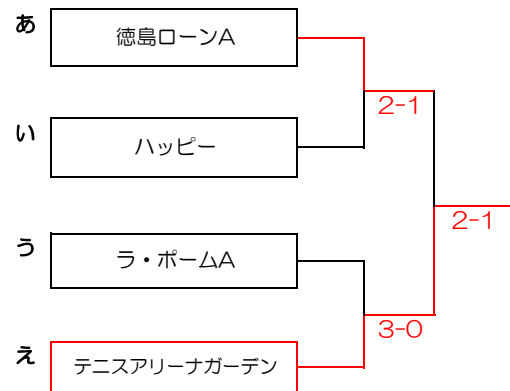 あ 徳島ローンA
2-1
い ハッピー
2-1
う ラ・ポームA
3-0
え テニスアリーナガーデン